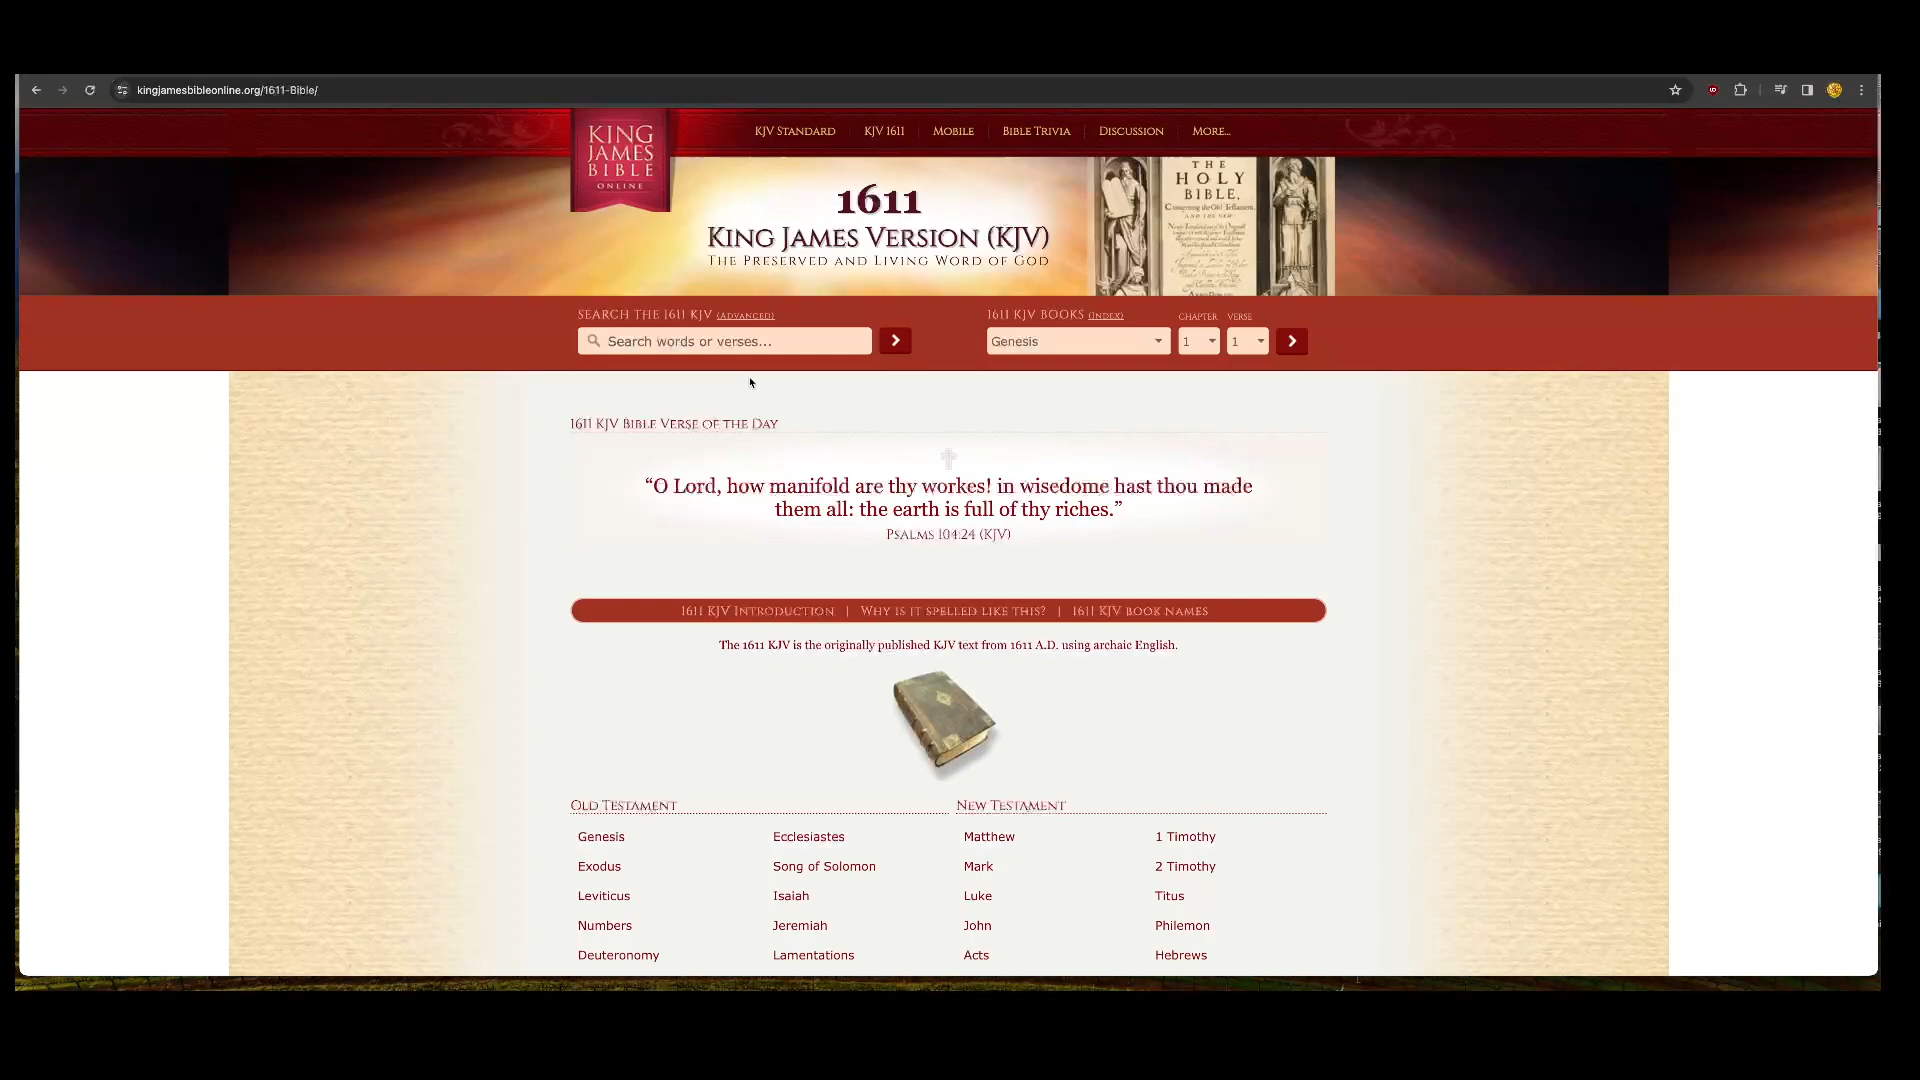 kingjamesbibleonline.org/1611-Bible/
KING
JAMES
BIBLE
ONLINE
KJV Standard
KJV 1611
Mobile
Bible Trivia
Discussion
More...
1611
King James Version (KJV)
The Preserved and Living Word of God
THE
HOLY
BIBLE,
Search the 1611 KJV (Advanced)
Search words or verses...
1611 KJV Books (Index)
Chapter
Verse
Genesis
1
1
1611 KJV Bible Verse of the Day
“O Lord, how manifold are thy workes! in wisedome hast thou made
them all: the earth is full of thy riches.”
Psalms 104:24 (KJV)
1611 KJV Introduction | Why is it spelled like this? | 1611 KJV book names
The 1611 KJV is the originally published KJV text from 1611 A.D. using archaic English.
Old Testament
New Testament
Genesis
Ecclesiastes
Matthew
1 Timothy
Exodus
Song of Solomon
Mark
2 Timothy
Leviticus
Isaiah
Luke
Titus
Numbers
Jeremiah
John
Philemon
Deuteronomy
Lamentations
Acts
Hebrews